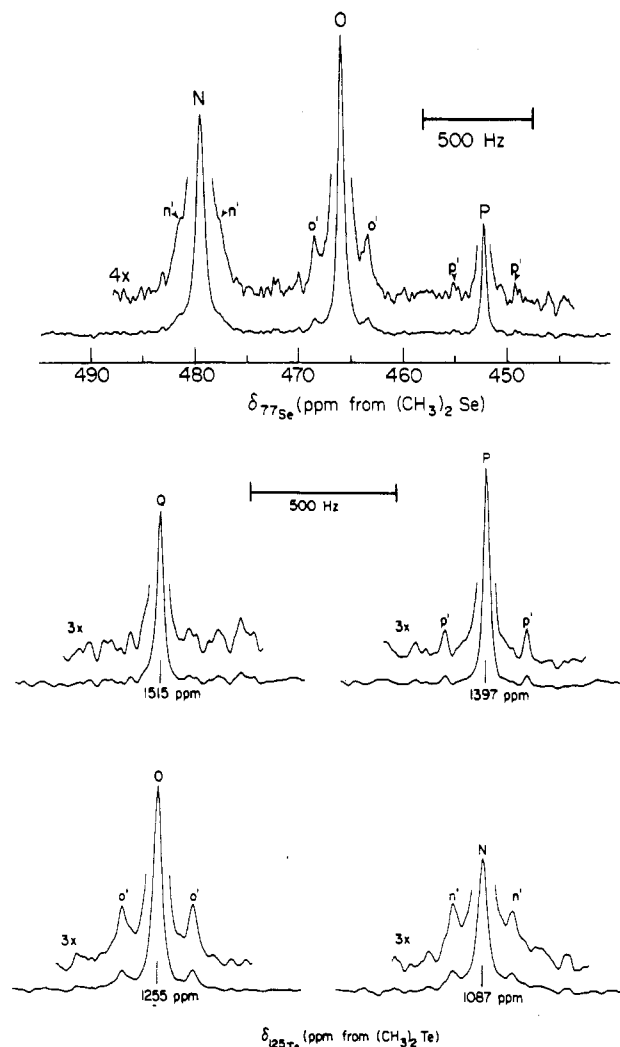 O
N
500 Hz
n' n'
o' o'
P
p' p'
4x
490 480 470 460 450
δ77Se (ppm from (CH3)2 Se)
Q
500 Hz
P
3x
3x
p' p'
1515 ppm
1397 ppm
O
N
o' o'
n' n'
3x
3x
1255 ppm
1087 ppm
δ125Te (ppm from (CH3)2 Te)